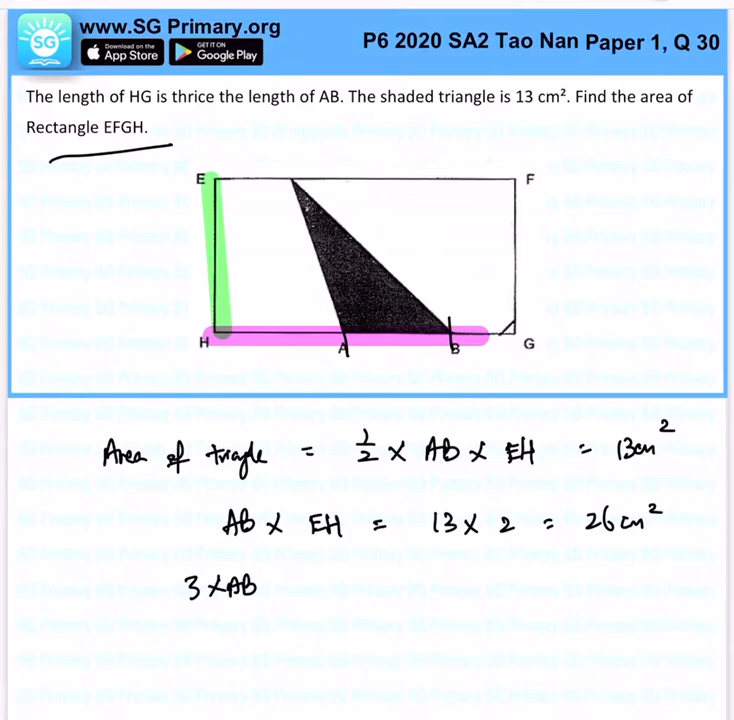 www.SG Primary.org
SG
Download on the App Store
GET IT ON Google Play
P6 2020 SA2 Tao Nan Paper 1, Q 30
The length of HG is thrice the length of AB. The shaded triangle is 13 cm². Find the area of
Rectangle EFGH.
E F
H A B G
Area of triagle = 1/2 × AB × EH = 13cm²
AB × EH = 13 × 2 = 26cm²
3 × AB